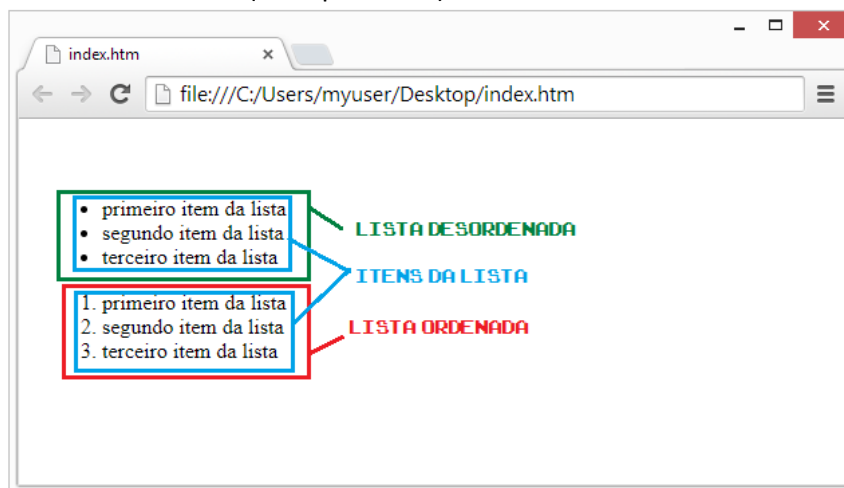 index.htm
file:///C:/Users/myuser/Desktop/index.htm
primeiro item da lista
segundo item da lista
terceiro item da lista
LISTA DESORDENADA
ITENS DA LISTA
1. primeiro item da lista
2. segundo item da lista
3. terceiro item da lista
LISTA ORDENADA